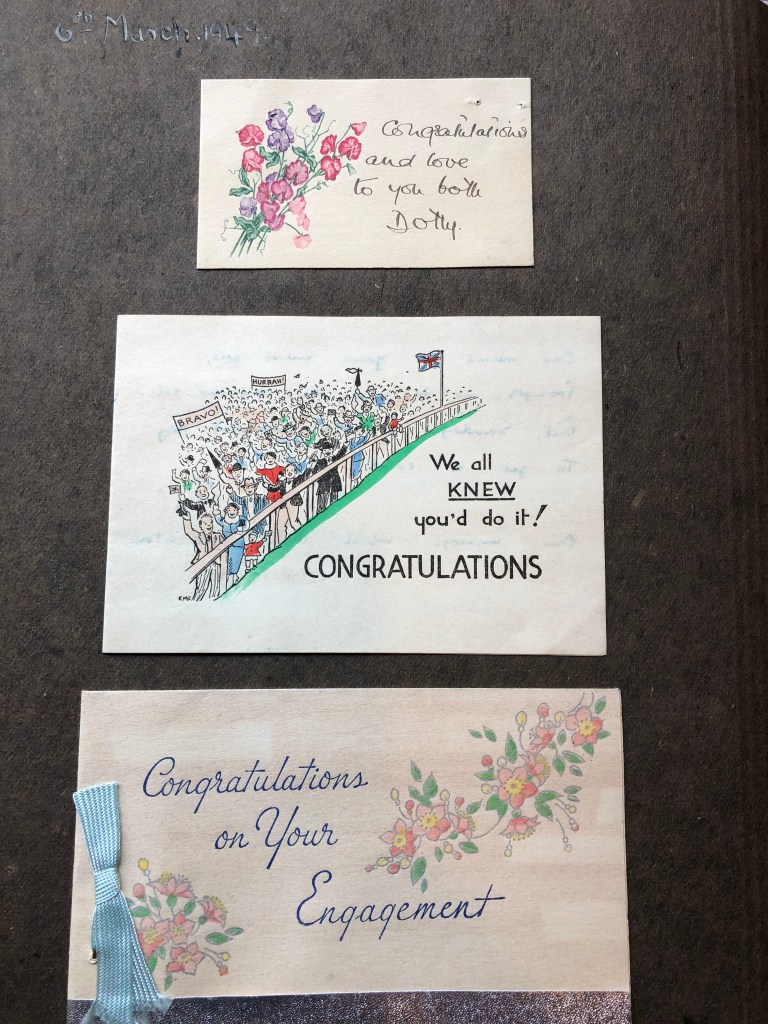 6th March. 1949.
Congratulations
and love
to you both
Dotty.
HURRAH!
BRAVO!
We all
KNEW
you'd do it!
CONGRATULATIONS
Congratulations
on Your
Engagement